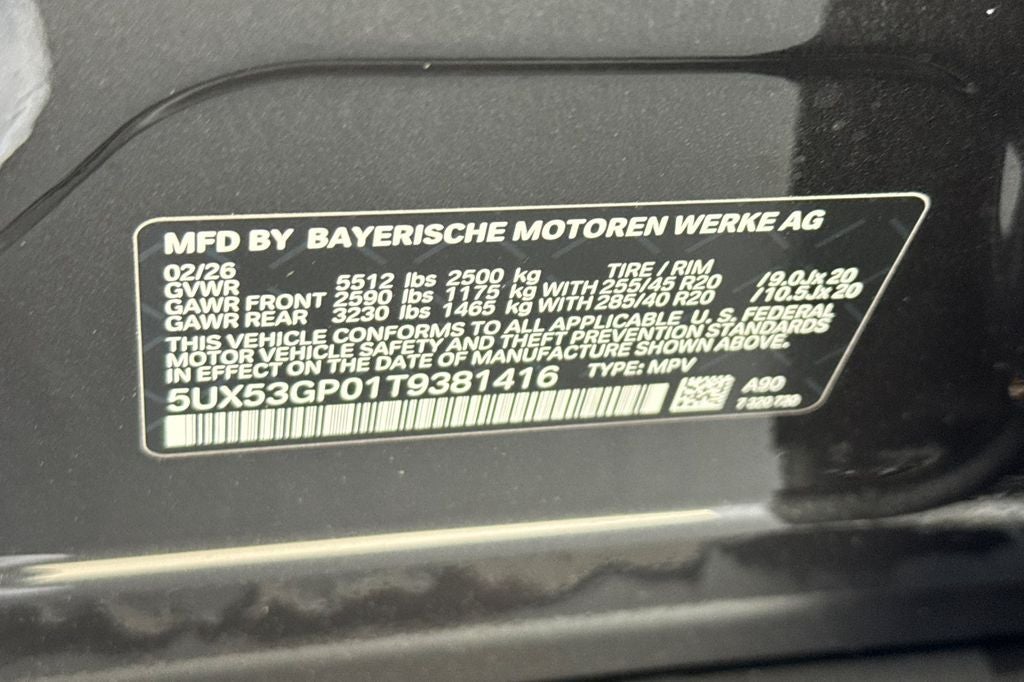 MFD BY BAYERISCHE MOTOREN WERKE AG
02/26 TIRE / RIM
GVWR 5512 lbs 2500 kg
GAWR FRONT 2590 lbs 1175 kg WITH 255/45 R20 /9.0Jx20
GAWR REAR 3230 lbs 1465 kg WITH 285/40 R20 /10.5Jx20
THIS VEHICLE CONFORMS TO ALL APPLICABLE U. S. FEDERAL
MOTOR VEHICLE SAFETY AND THEFT PREVENTION STANDARDS
IN EFFECT ON THE DATE OF MANUFACTURE SHOWN ABOVE.
5UX53GP01T9381416 TYPE: MPV
A90